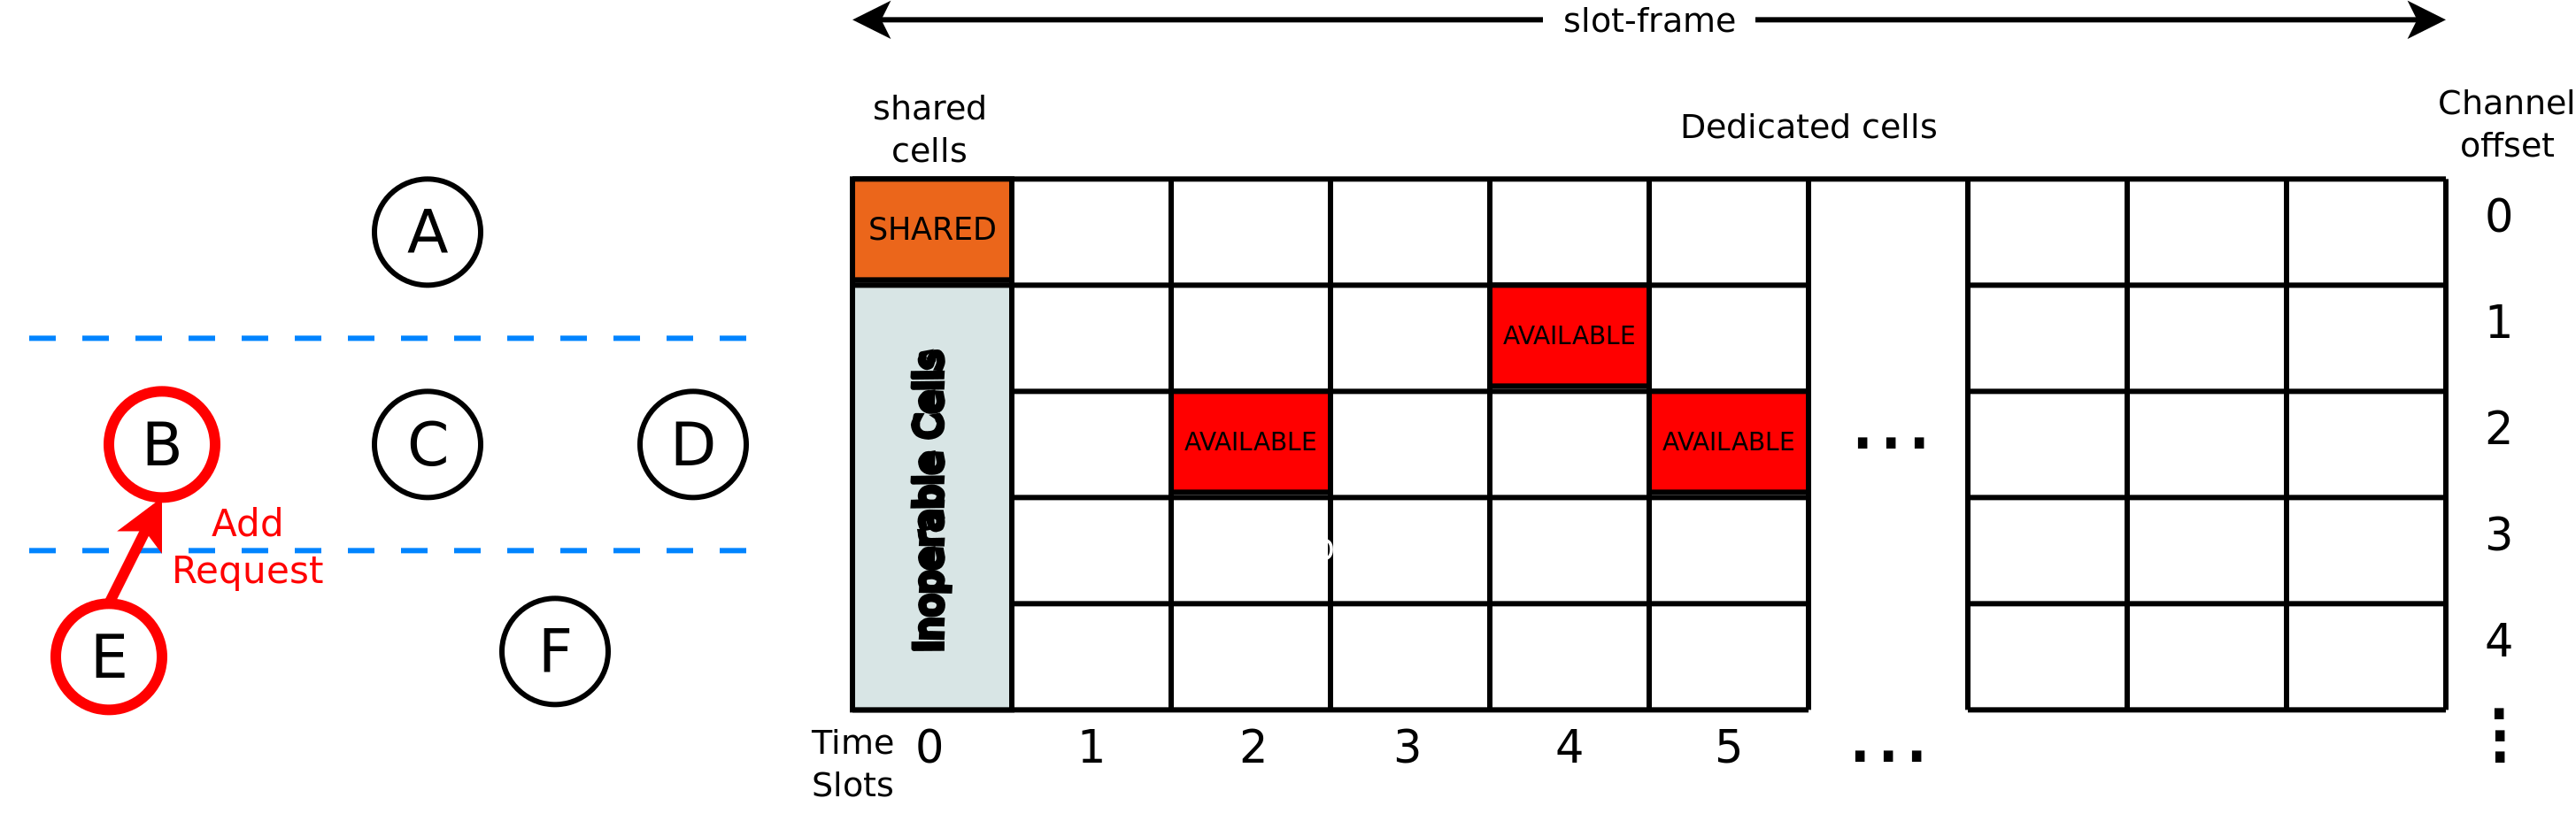 slot-frame
shared
cells
Dedicated cells
Channel
offset
A
B
C
D
E
F
Add
Request
SHARED
Inoperable Cells
AVAILABLE
AVAILABLE
AVAILABLE
...
0
1
2
3
4
⋮
Time
Slots
0
1
2
3
4
5
...